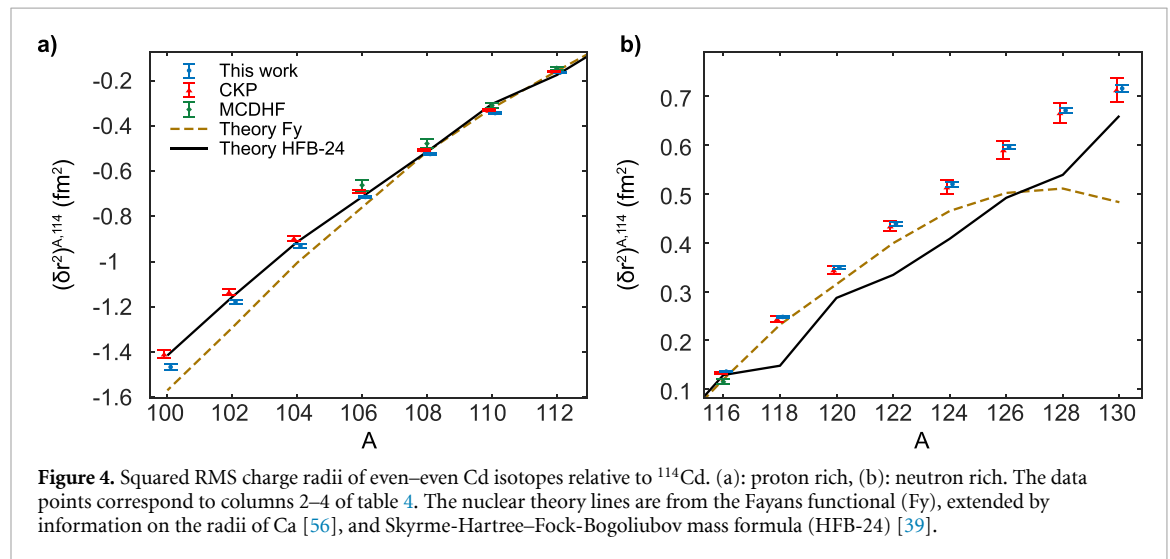 a)
This work
CKP
MCDHF
Theory Fy
Theory HFB-24
-0.2
-0.4
-0.6
-0.8
-1
-1.2
-1.4
-1.6
(δr²)ᴬ,¹¹⁴ (fm²)
100 102 104 106 108 110 112
A
b)
0.7
0.6
0.5
0.4
0.3
0.2
0.1
(δr²)ᴬ,¹¹⁴ (fm²)
116 118 120 122 124 126 128 130
A
Figure 4. Squared RMS charge radii of even–even Cd isotopes relative to ¹¹⁴Cd. (a): proton rich, (b): neutron rich. The data
points correspond to columns 2–4 of table 4. The nuclear theory lines are from the Fayans functional (Fy), extended by
information on the radii of Ca [56], and Skyrme-Hartree–Fock-Bogoliubov mass formula (HFB-24) [39].